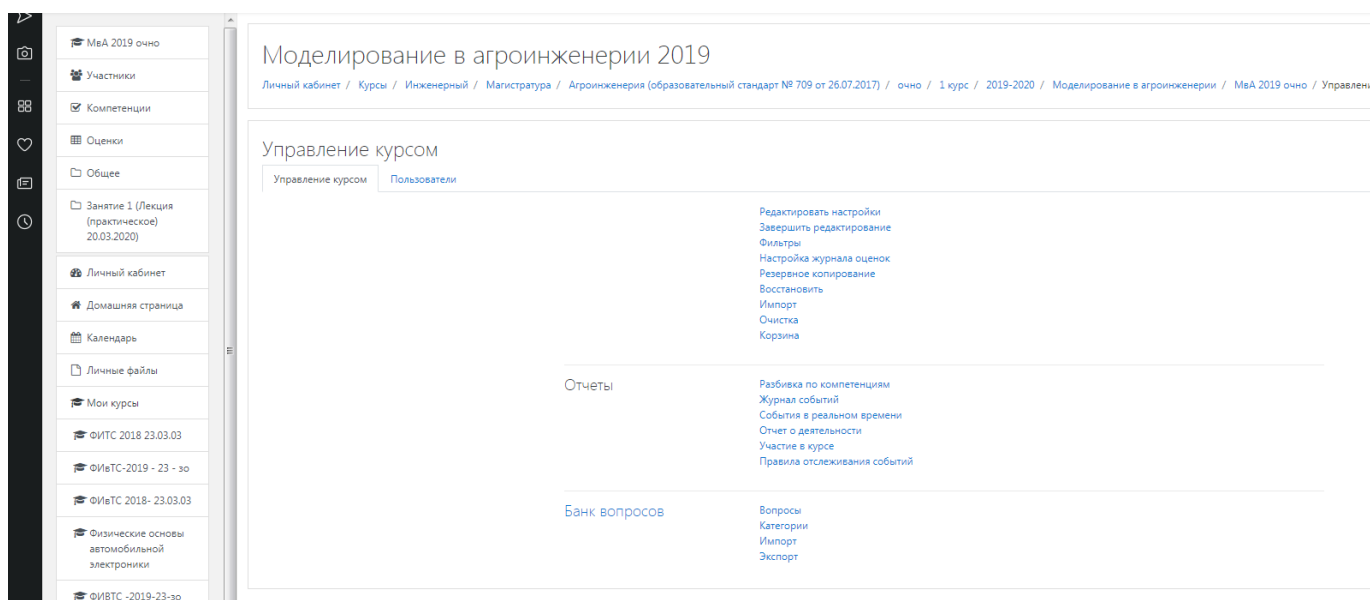 МвА 2019 очно
Участники
Компетенции
Оценки
Общее
Занятие 1 (Лекция
(практическое)
20.03.2020)
Личный кабинет
Домашняя страница
Календарь
Личные файлы
Мои курсы
ФИТС 2018 23.03.03
ФИвТС-2019 - 23 - зо
ФИвТС 2018- 23.03.03
Физические основы
автомобильной
электроники
ФИВТС -2019-23-зо
Моделирование в агроинженерии 2019
Личный кабинет / Курсы / Инженерный / Магистратура / Агроинженерия (образовательный стандарт № 709 от 26.07.2017) / очно / 1 курс / 2019-2020 / Моделирование в агроинженерии / МвА 2019 очно / Управлени
Управление курсом
Управление курсом Пользователи
Редактировать настройки
Завершить редактирование
Фильтры
Настройка журнала оценок
Резервное копирование
Восстановить
Импорт
Очистка
Корзина
Отчеты
Разбивка по компетенциям
Журнал событий
События в реальном времени
Отчет о деятельности
Участие в курсе
Правила отслеживания событий
Банк вопросов
Вопросы
Категории
Импорт
Экспорт